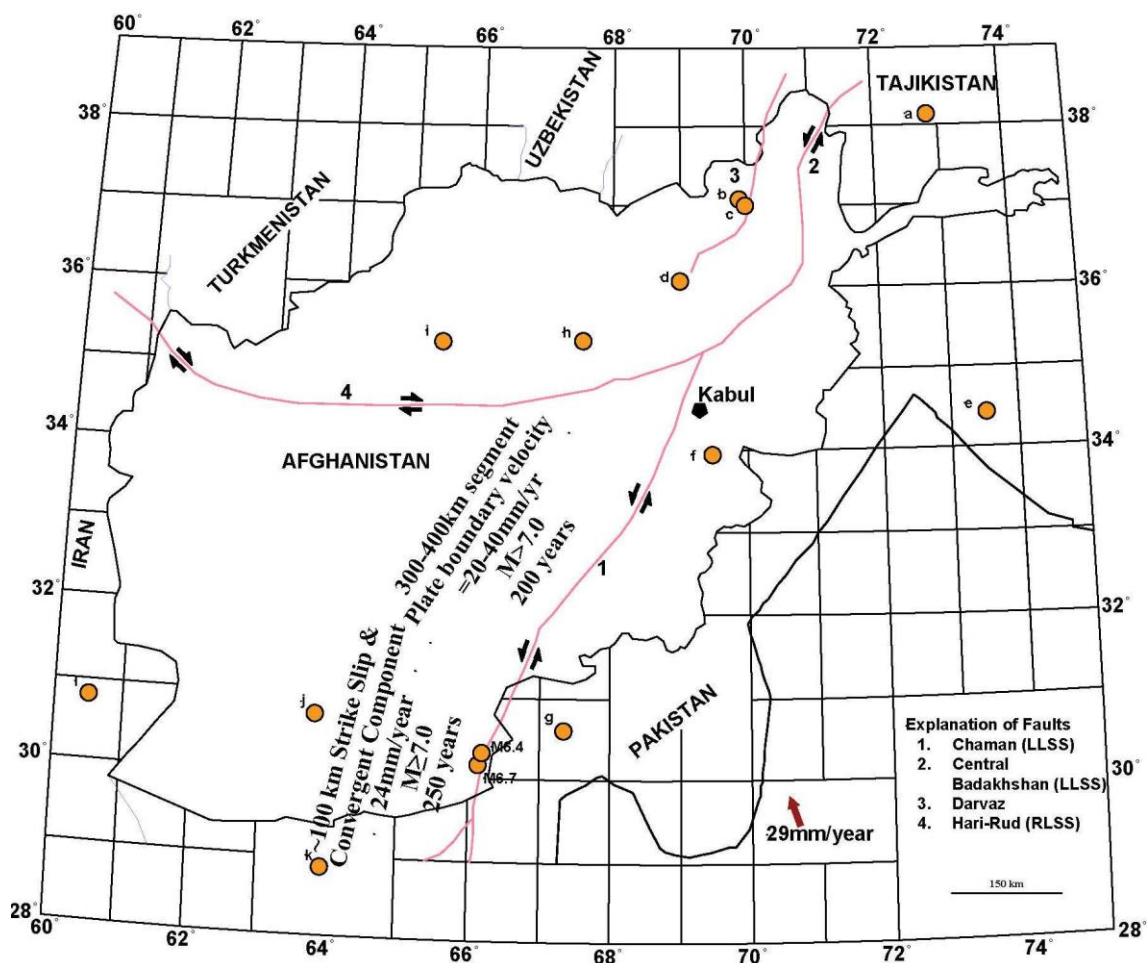 60°
62°
64°
66°
68°
70°
72°
74°
TAJIKISTAN
UZBEKISTAN
TURKMENISTAN
38°
38°
a
2
3
b
c
36°
36°
d
i
h
4
Kabul
e
f
34°
34°
AFGHANISTAN
IRAN
300-400km segment
Plate boundary velocity
=20-40mm/yr
M>7.0
200 years
1
32°
32°
~100 km Strike Slip &
Convergent Component
24mm/year
M≥7.0
250 years
j
g
M6.4
M6.7
PAKISTAN
30°
30°
k
29mm/year
Explanation of Faults
1. Chaman (LLSS)
2. Central
Badakhshan (LLSS)
3. Darvaz
4. Hari-Rud (RLSS)
150 km
28°
28°
60°
62°
64°
66°
68°
70°
72°
74°